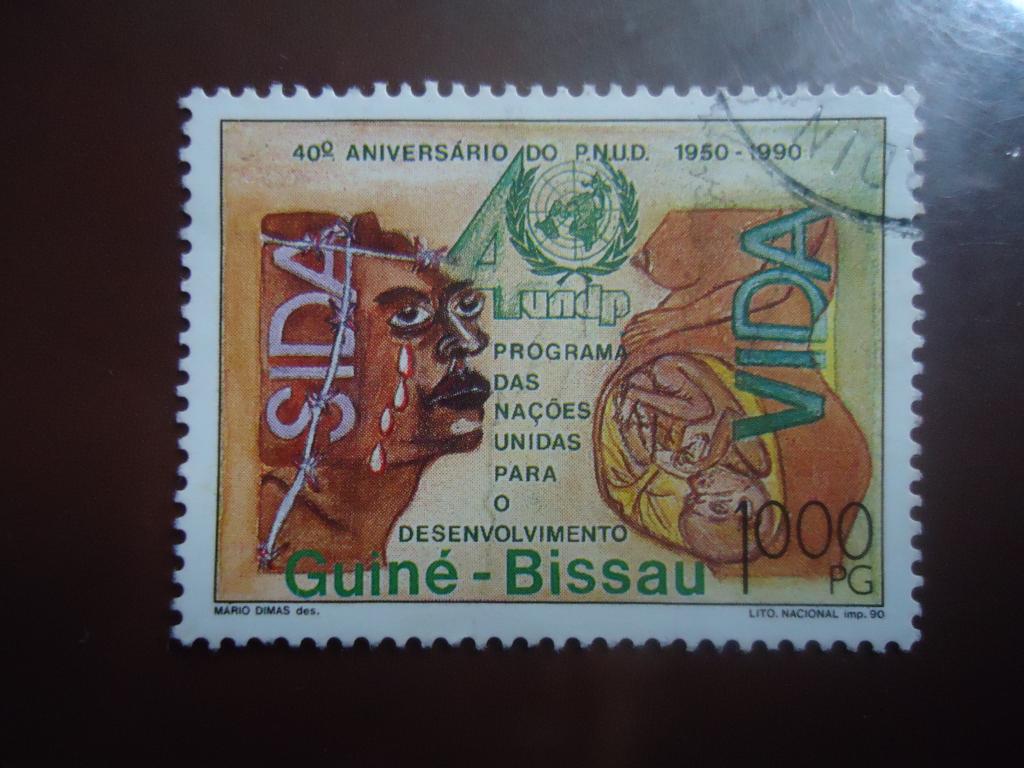 40º ANIVERSÁRIO DO P.N.U.D. 1950-1990
SIDA
40
undp
VIDA
PROGRAMA
DAS
NAÇÕES
UNIDAS
PARA
O
DESENVOLVIMENTO
1000
PG
Guiné-Bissau
MÁRIO DIMAS des.
LITO. NACIONAL imp. 90